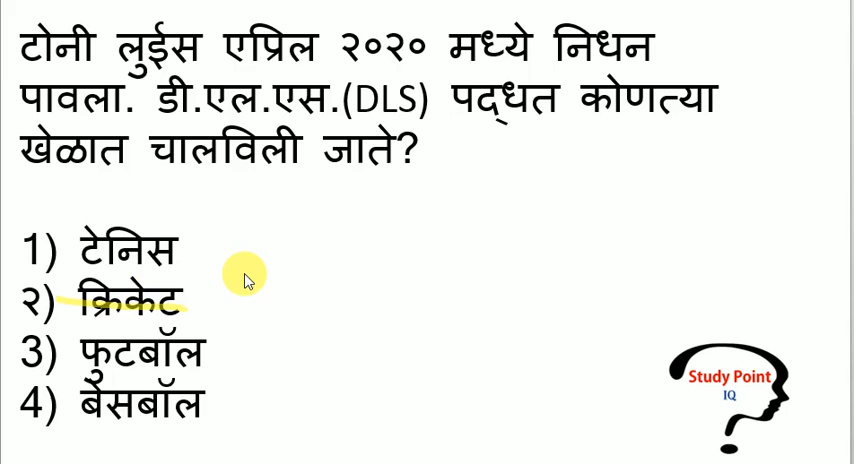 टोनी लुईस एप्रिल २०२० मध्ये निधन
पावला. डी.एल.एस.(DLS) पद्धत कोणत्या
खेळात चालविली जाते?
1) टेनिस
२) क्रिकेट
3) फुटबॉल
4) बेसबॉल
Study Point
IQ